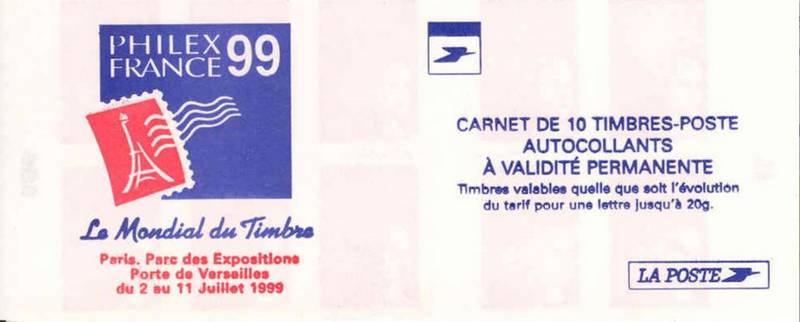 PHILEX
FRANCE 99
Le Mondial du Timbre
Paris. Parc des Expositions
Porte de Versailles
du 2 au 11 Juillet 1999
CARNET DE 10 TIMBRES-POSTE
AUTOCOLLANTS
À VALIDITÉ PERMANENTE
Timbres valables quelle que soit l'évolution
du tarif pour une lettre jusqu'à 20g.
LA POSTE